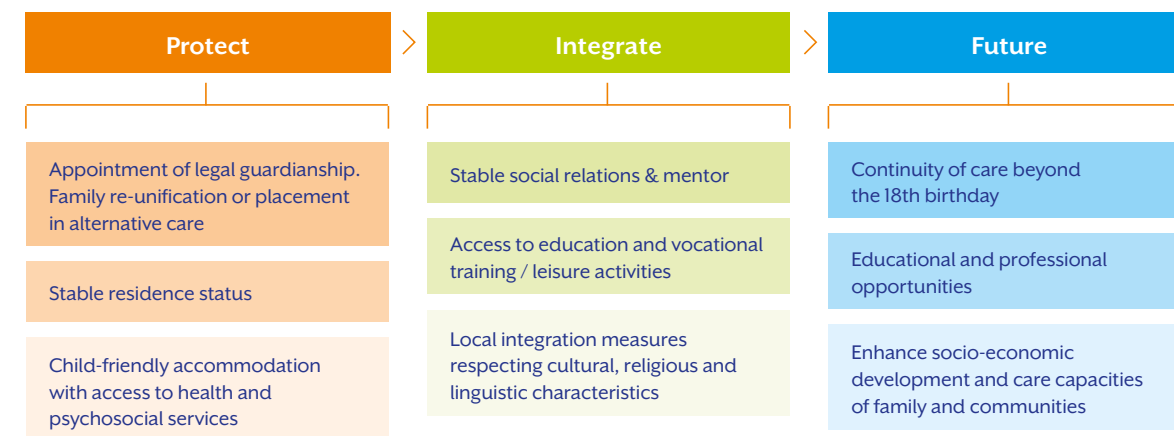 Protect
Appointment of legal guardianship.
Family re-unification or placement
in alternative care
Stable residence status
Child-friendly accommodation
with access to health and
psychosocial services
Integrate
Stable social relations & mentor
Access to education and vocational
training / leisure activities
Local integration measures
respecting cultural, religious and
linguistic characteristics
Future
Continuity of care beyond
the 18th birthday
Educational and professional
opportunities
Enhance socio-economic
development and care capacities
of family and communities